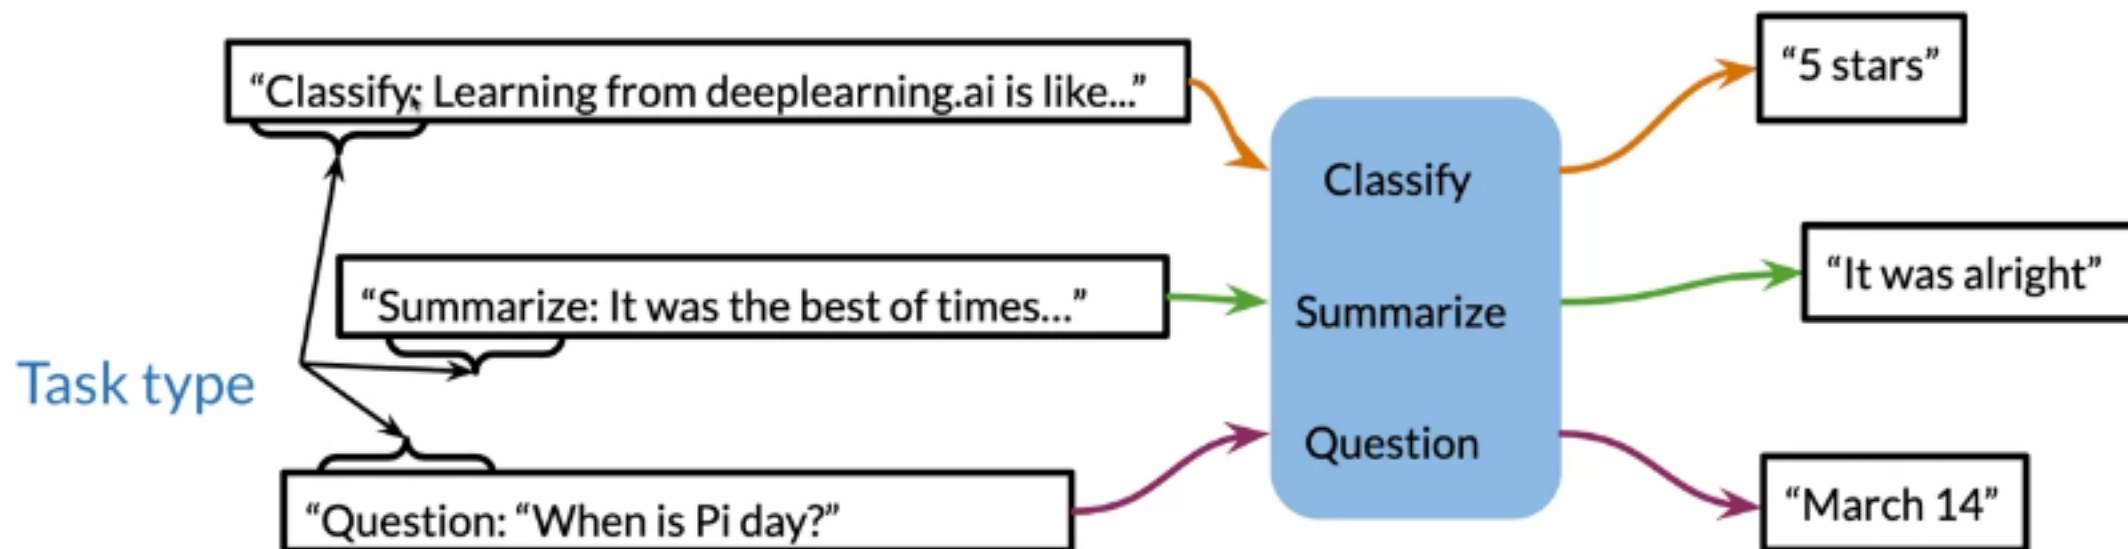 “Classify: Learning from deeplearning.ai is like...”
“5 stars”
Classify
“Summarize: It was the best of times...”
Summarize
“It was alright”
Task type
“Question: “When is Pi day?”
Question
“March 14”